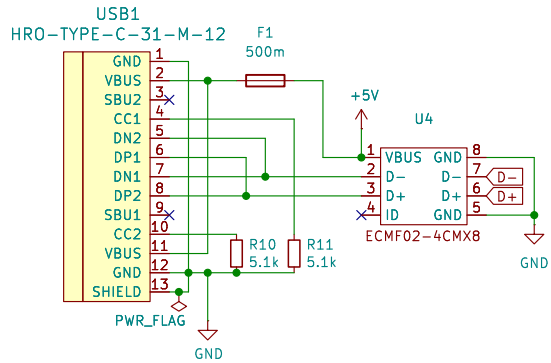 USB1
HRO-TYPE-C-31-M-12
GND 1
VBUS 2
SBU2 3
CC1 4
DN2 5
DP1 6
DN1 7
DP2 8
SBU1 9
CC2 10
VBUS 11
GND 12
SHIELD 13
PWR_FLAG
F1
500m
R10
5.1k
R11
5.1k
GND
+5V
U4
1 VBUS GND 8
2 D- D- 7 D-
3 D+ D+ 6 D+
4 ID GND 5
ECMF02-4CMX8
GND